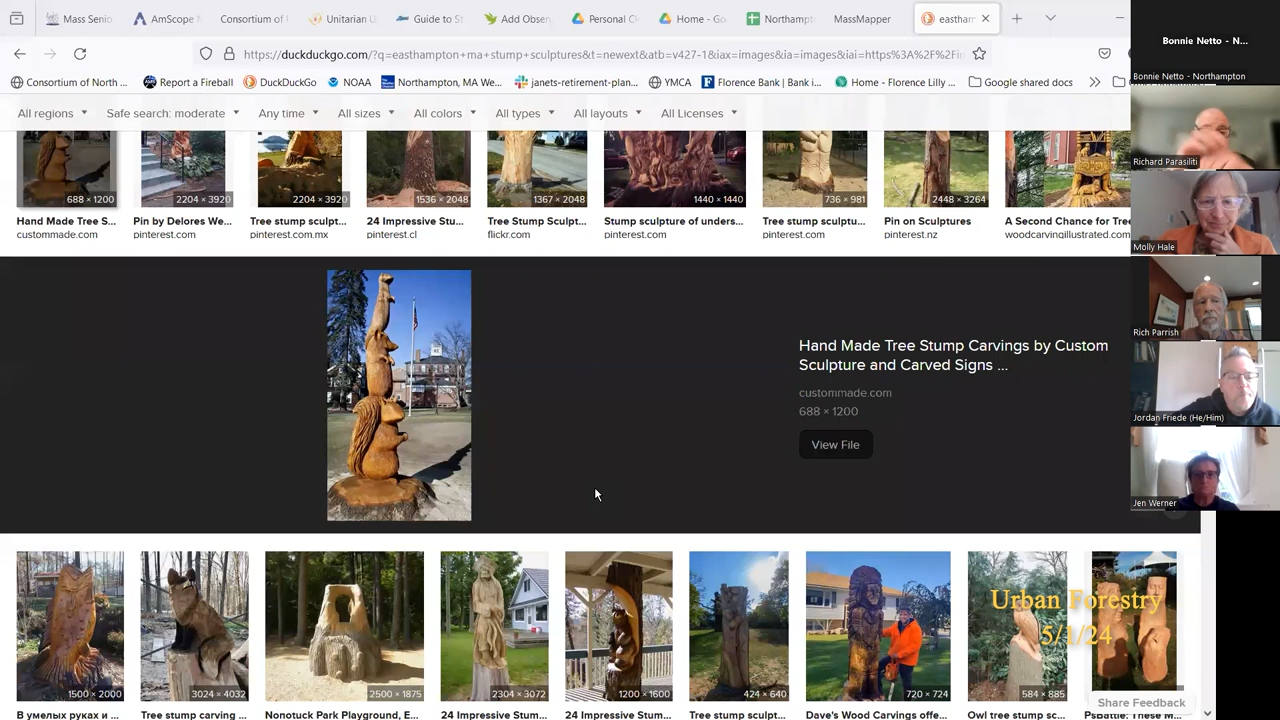 Mass Senio
AmScope
Consortium of
Unitarian U
Guide to St
Add Obser
Personal Cl
Home - Go
Northampt
MassMapper
eastham
https://duckduckgo.com/?q=easthampton+ma+stump+sculptures&t=newext&atb=v427-1&iax=images&ia=images&iai=https%3A%2F%2Fi
Consortium of North ...
Report a Fireball
DuckDuckGo
NOAA
Northampton, MA We...
janets-retirement-plan...
YMCA
Florence Bank | Bank i...
Home - Florence Lilly ...
Google shared docs
All regions
Safe search: moderate
Any time
All sizes
All colors
All types
All layouts
All Licenses
688 × 1200
2204 × 3920
2204 × 3920
1536 × 2048
1367 × 2048
1440 × 1440
736 × 981
2448 × 3264
Hand Made Tree S...
Pin by Delores We...
Tree stump sculpt...
24 Impressive Stu...
Tree Stump Sculpt...
Stump sculpture of unders...
Tree stump sculptu...
Pin on Sculptures
A Second Chance for Tree
custommade.com
pinterest.com
pinterest.com.mx
pinterest.cl
flickr.com
pinterest.com
pinterest.com
pinterest.nz
woodcarvingillustrated.com
Hand Made Tree Stump Carvings by Custom
Sculpture and Carved Signs ...
custommade.com
688 × 1200
View File
1500 × 2000
3024 × 4032
2500 × 1875
2304 × 3072
1200 × 1600
424 × 640
720 × 724
584 × 885
В умелых руках и ...
Tree stump carving ...
Nonotuck Park Playground, E...
24 Impressive Stum...
24 Impressive Stum...
Tree stump sculpt...
Dave's Wood Carvings offe...
Owl tree stump sc...
PsBattle: These M...
Urban Forestry
5/1/24
Share Feedback
Bonnie Netto - N...
Bonnie Netto - Northampton
Richard Parasiliti
Molly Hale
Rich Parrish
Jordan Friede (He/Him)
Jen Werner